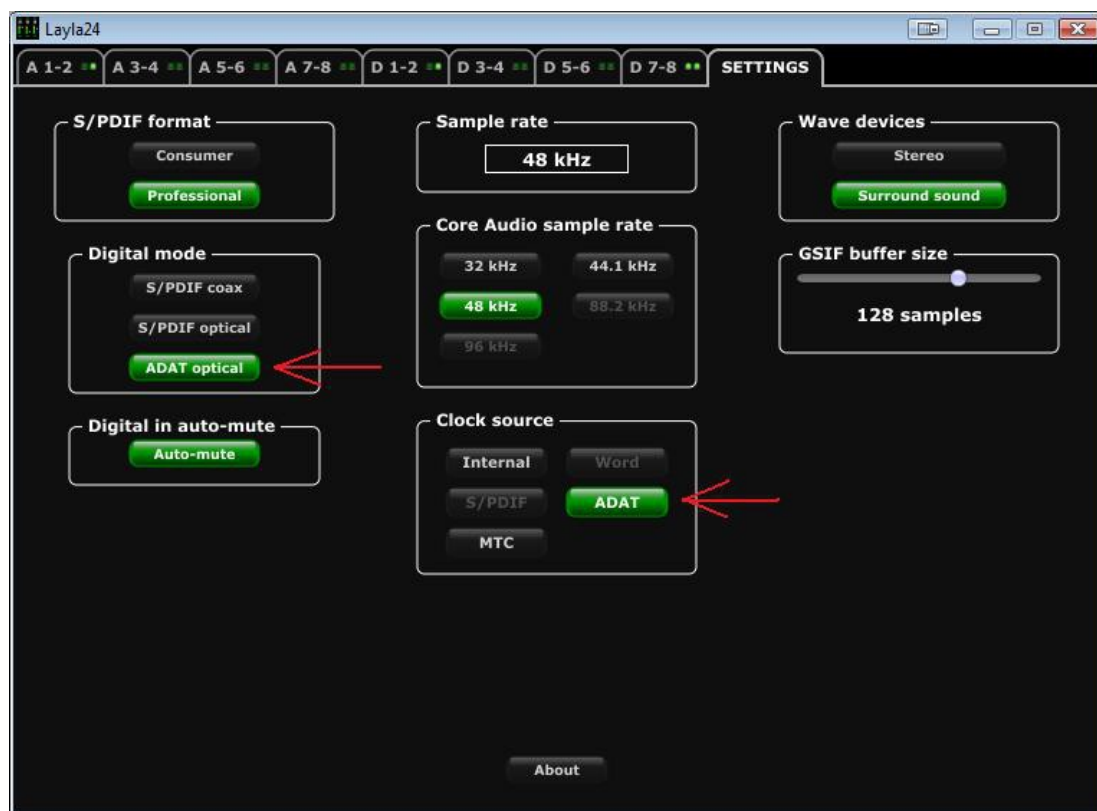 Layla24
A 1-2 A 3-4 A 5-6 A 7-8 D 1-2 D 3-4 D 5-6 D 7-8 SETTINGS
S/PDIF format
Consumer
Professional
Digital mode
S/PDIF coax
S/PDIF optical
ADAT optical
Digital in auto-mute
Auto-mute
Sample rate
48 kHz
Core Audio sample rate
32 kHz 44.1 kHz
48 kHz 88.2 kHz
96 kHz
Clock source
Internal Word
S/PDIF ADAT
MTC
Wave devices
Stereo
Surround sound
GSIF buffer size
128 samples
About